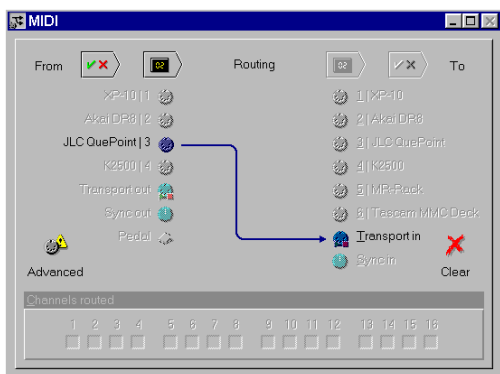 MIDI
From 02 Routing 02 To
XP-10 | 1
1 | XP-10
Akai DR8 | 2
2 | Akai DR8
JLC QuePoint | 3
3 | JLC QuePoint
K2500 | 4
4 | K2500
Transport out
5 | MR-Rack
Sync out
6 | Tascam MMC Deck
Pedal
Transport in
Sync in
Advanced
Clear
Channels routed
1 2 3 4 5 6 7 8 9 10 11 12 13 14 15 16